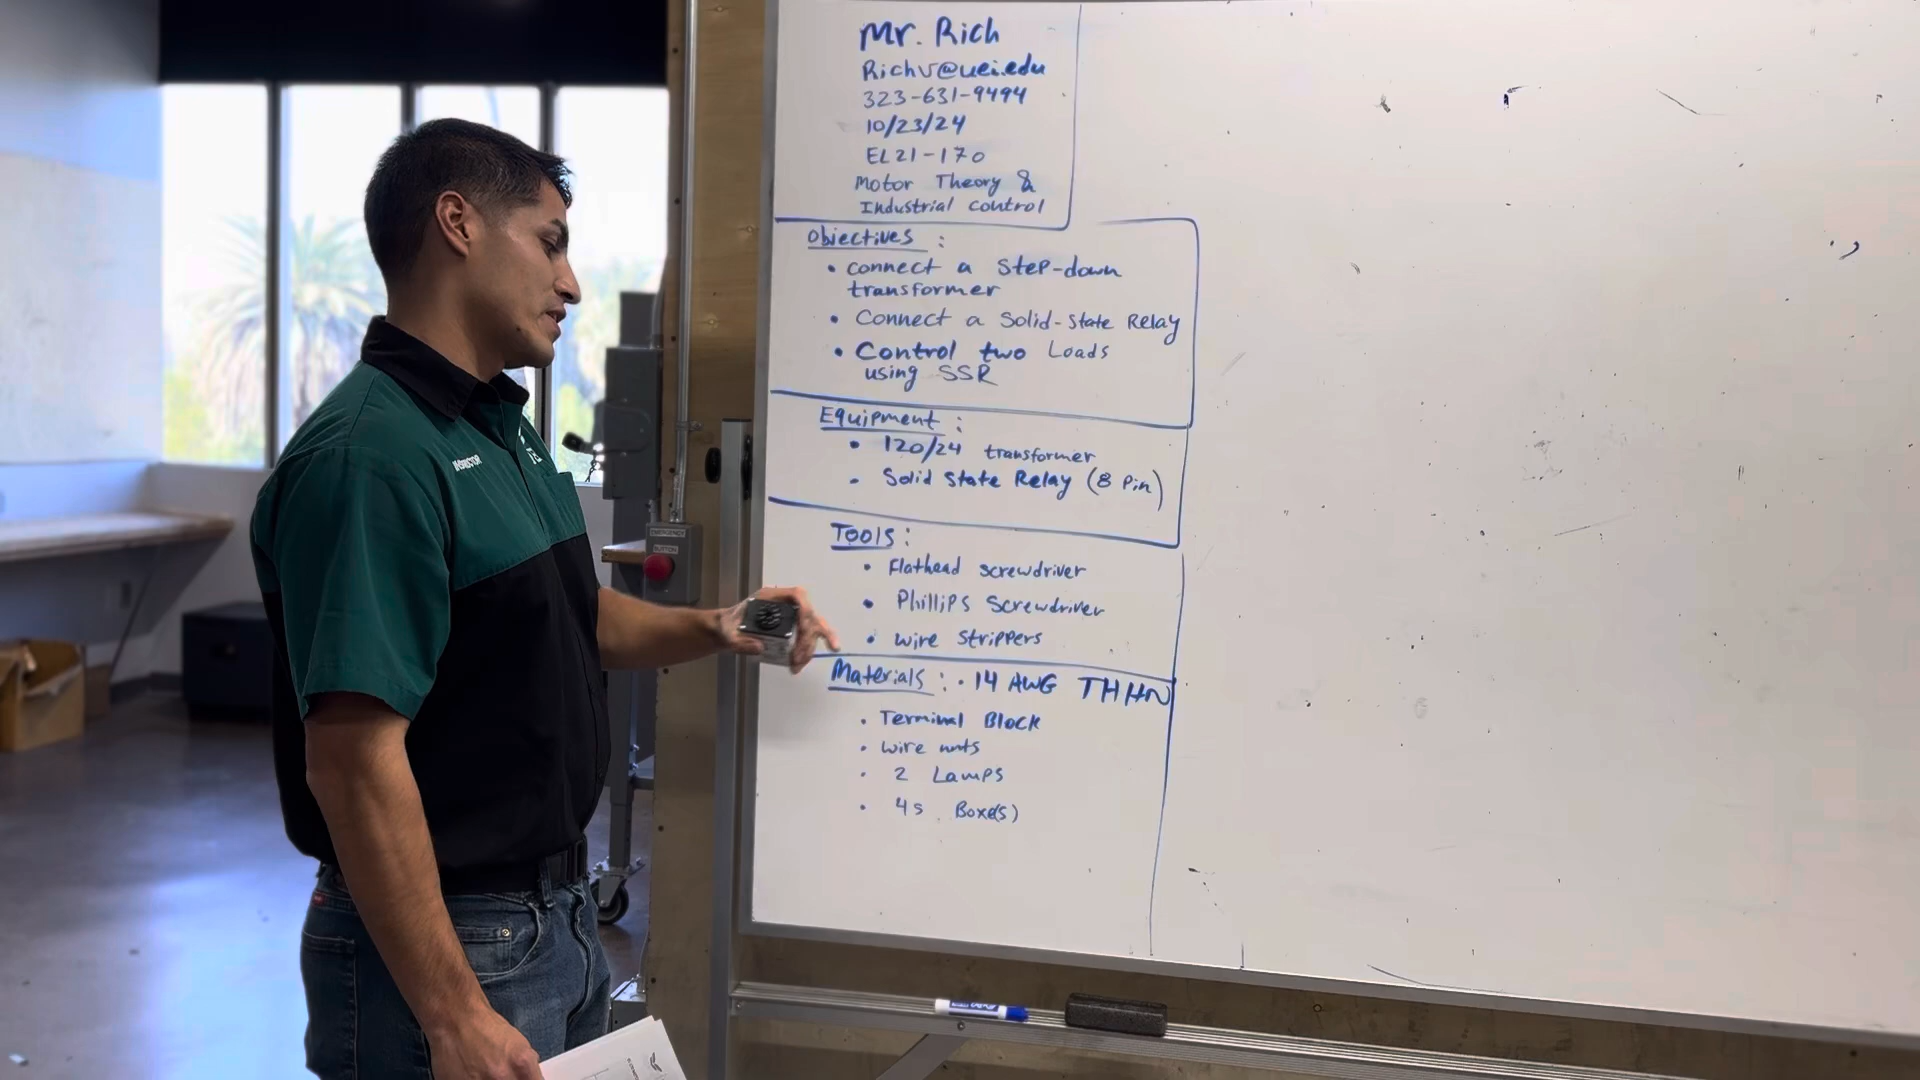 Mr. Rich
Richv@uei.edu
323-631-9494
10/23/24
EL21-170
Motor Theory &
Industrial control
Objectives :
• connect a step-down
transformer
• Connect a Solid-State Relay
• Control two Loads
using SSR
Equipment :
• 120/24 transformer
• Solid State Relay (8 Pin)
Tools :
• Flathead screwdriver
• Phillips Screwdriver
• wire strippers
Materials : • 14 AWG THHN
• Terminal Block
• wire nuts
• 2 Lamps
• 4s Box(s)
EMERGENCY
BUTTON
INSTRUCTOR